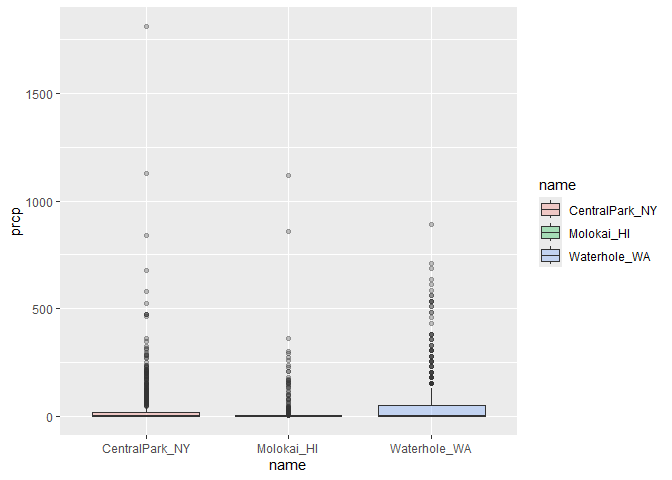 1500
1000
500
0
prcp
CentralPark_NY
Molokai_HI
Waterhole_WA
name
name
CentralPark_NY
Molokai_HI
Waterhole_WA